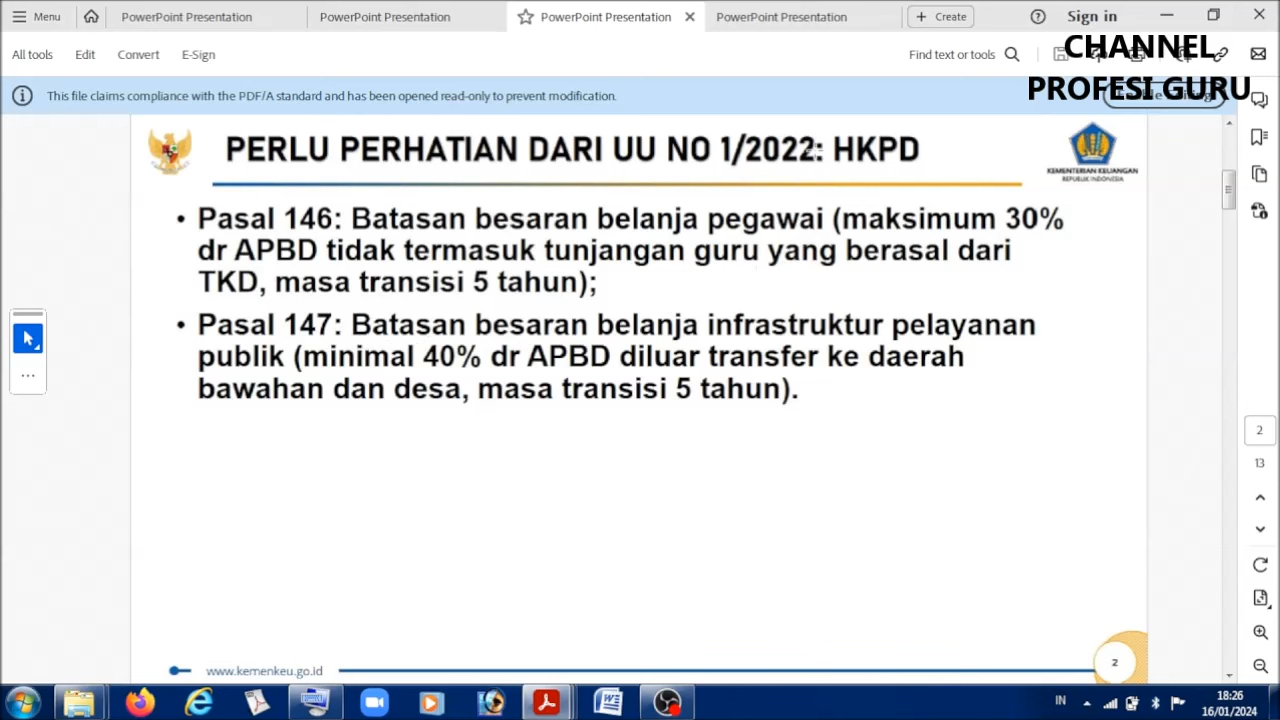 Menu
PowerPoint Presentation
PowerPoint Presentation
PowerPoint Presentation
PowerPoint Presentation
Create
Sign in
All tools
Edit
Convert
E-Sign
Find text or tools
CHANNEL
PROFESI GURU
This file claims compliance with the PDF/A standard and has been opened read-only to prevent modification.
PERLU PERHATIAN DARI UU NO 1/2022: HKPD
KEMENTERIAN KEUANGAN
REPUBLIK INDONESIA
• Pasal 146: Batasan besaran belanja pegawai (maksimum 30%
dr APBD tidak termasuk tunjangan guru yang berasal dari
TKD, masa transisi 5 tahun);
• Pasal 147: Batasan besaran belanja infrastruktur pelayanan
publik (minimal 40% dr APBD diluar transfer ke daerah
bawahan dan desa, masa transisi 5 tahun).
2
13
www.kemenkeu.go.id
2
IN
18:26
16/01/2024